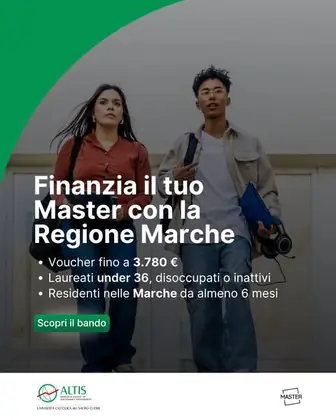 Finanzia il tuo
Master con la
Regione Marche
• Voucher fino a 3.780 €
• Laureati under 36, disoccupati o inattivi
• Residenti nelle Marche da almeno 6 mesi
Scopri il bando
ALTIS
UNIVERSITÀ CATTOLICA del SACRO CUORE
MASTER